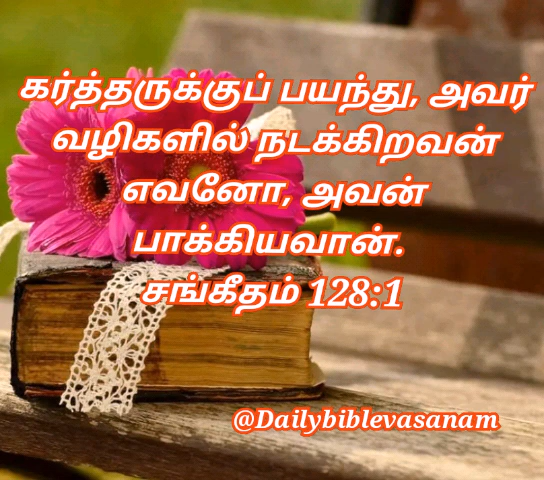 கர்த்தருக்குப் பயந்து, அவர்
வழிகளில் நடக்கிறவன்
எவனோ, அவன்
பாக்கியவான்.
சங்கீதம் 128:1
@Dailybiblevasanam